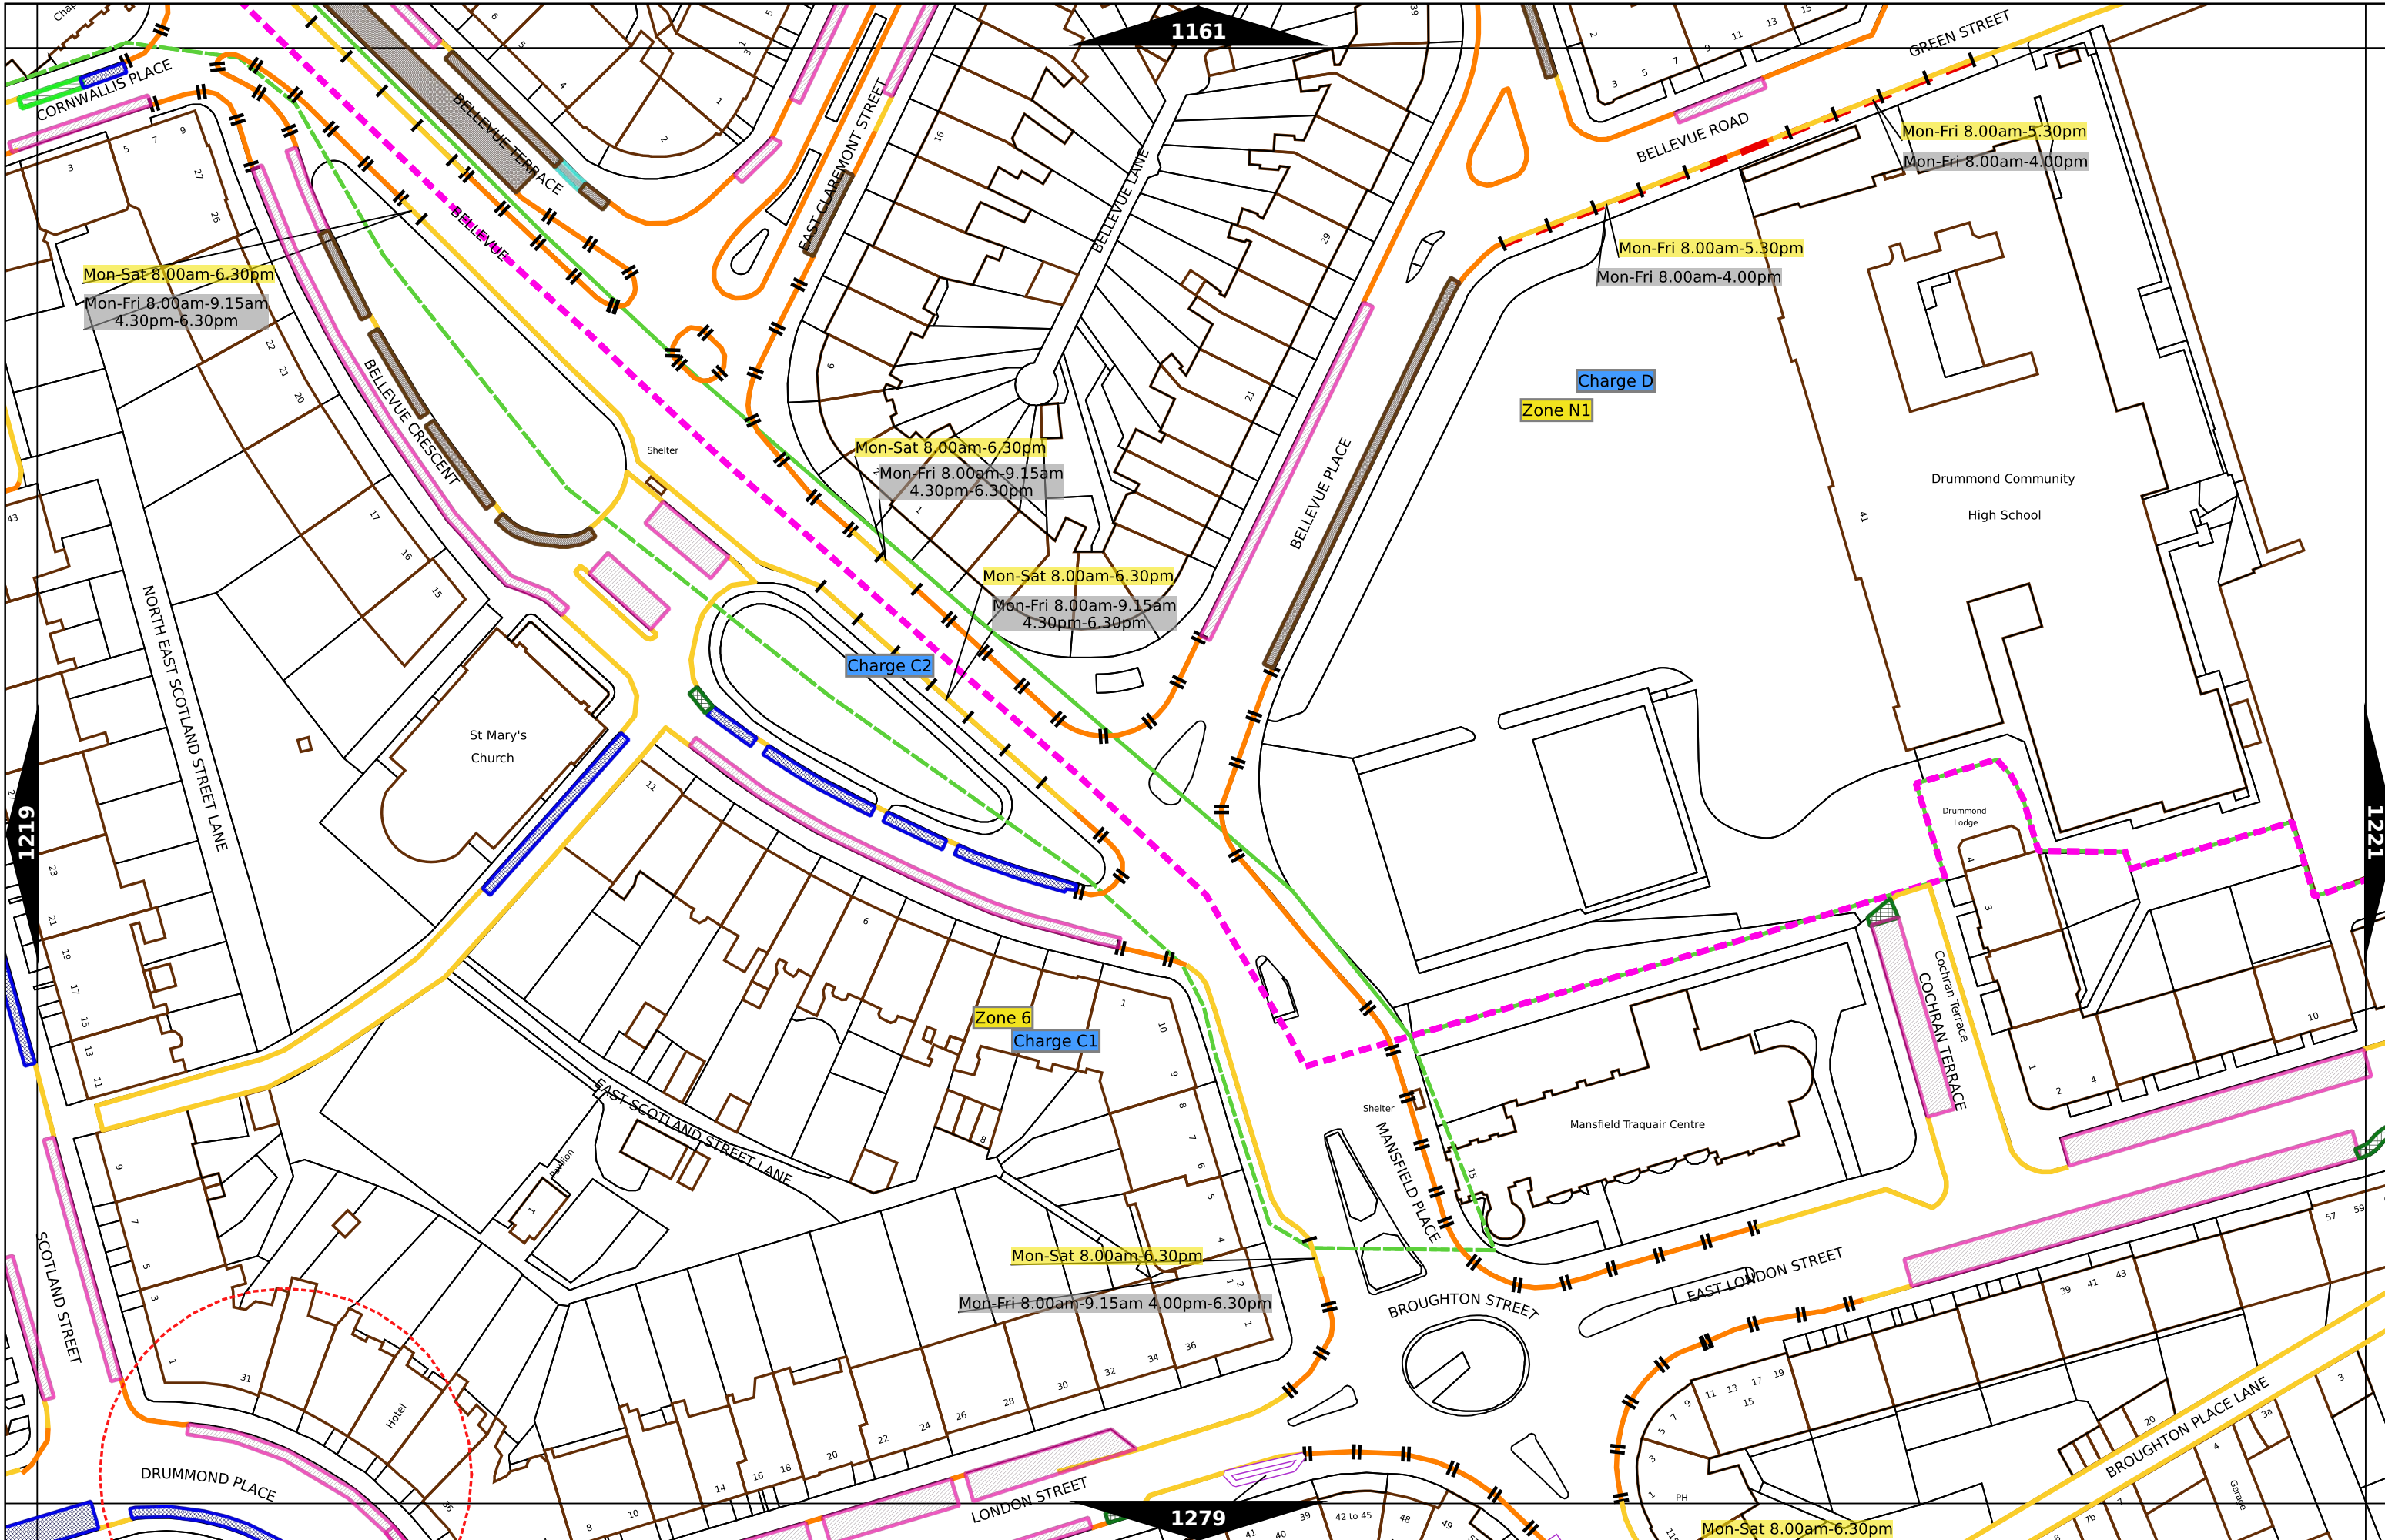 1161
Chap
CORNWALLIS PLACE
BELLEVUE TERRACE
BELLEVUE
EAST CLAREMONT STREET
BELLEVUE LANE
GREEN STREET
BELLEVUE ROAD
Mon-Fri 8.00am-5.30pm
Mon-Fri 8.00am-4.00pm
Mon-Fri 8.00am-5.30pm
Mon-Fri 8.00am-4.00pm
Mon-Sat 8.00am-6.30pm
Mon-Fri 8.00am-9.15am
4.30pm-6.30pm
Charge D
Zone N1
BELLEVUE CRESCENT
Shelter
Mon-Sat 8.00am-6.30pm
Mon-Fri 8.00am-9.15am
4.30pm-6.30pm
BELLEVUE PLACE
Drummond Community
High School
41
Mon-Sat 8.00am-6.30pm
Mon-Fri 8.00am-9.15am
4.30pm-6.30pm
Charge C2
NORTH EAST SCOTLAND STREET LANE
St Mary's
Church
1219
1221
Drummond
Lodge
Zone 6
Charge C1
Cochran Terrace
COCHRAN TERRACE
EAST SCOTLAND STREET LANE
Pavilion
Shelter
MANSFIELD PLACE
Mansfield Traquair Centre
SCOTLAND STREET
Mon-Sat 8.00am-6.30pm
Mon-Fri 8.00am-9.15am 4.00pm-6.30pm
BROUGHTON STREET
EAST LONDON STREET
Hotel
DRUMMOND PLACE
LONDON STREET
BROUGHTON PLACE LANE
Garage
PH
42 to 45
1279
Mon-Sat 8.00am-6.30pm